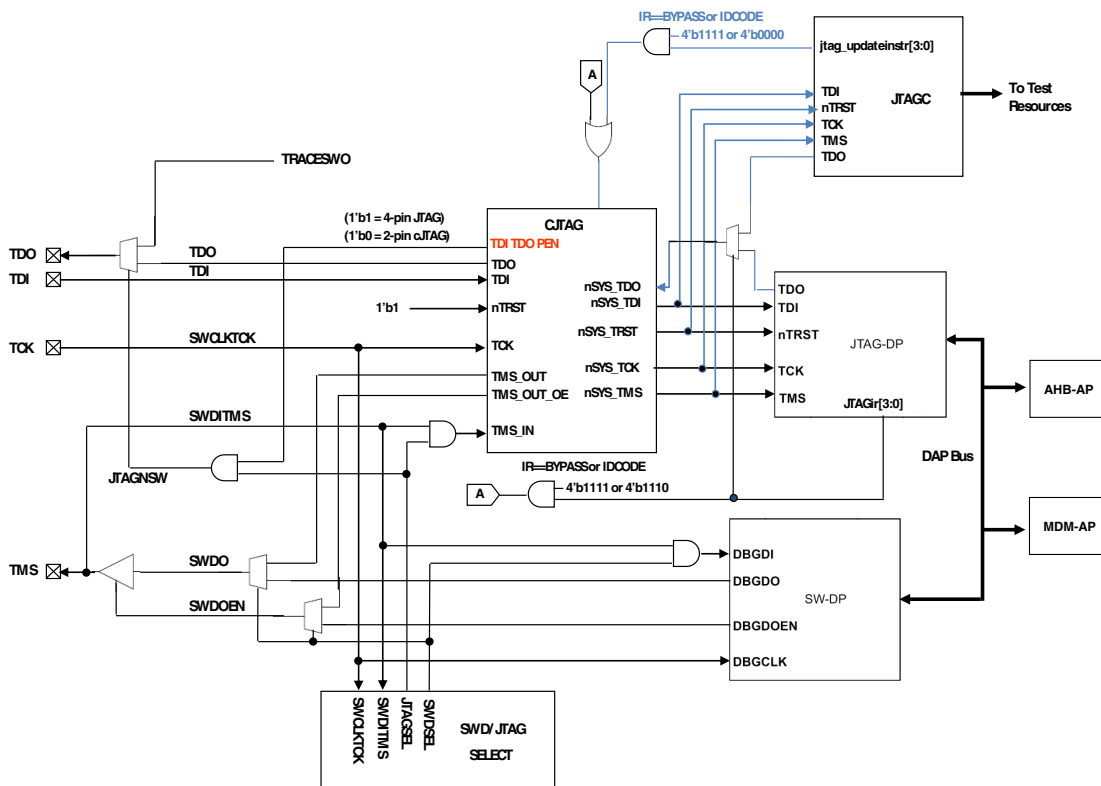 IR==BYPASS or IDCODE
4'b1111 or 4'b0000
jtag_updateinstr[3:0]
A
TDI
nTRST
JTAGC
To Test
Resources
TCK
TMS
TDO
TRACESWO
CJTAG
(1'b1 = 4-pin JTAG)
(1'b0 = 2-pin cJTAG)
TDI TDO PEN
TDO
TDO
TDO
TDI
TDI
TDI
nSYS_TDO
nSYS_TDI
TDO
TDI
1'b1
nTRST
nSYS_TRST
nTRST
JTAG-DP
TCK
SWCLKTCK
TCK
nSYS_TCK
TCK
TMS_OUT
TMS_OUT_OE
nSYS_TMS
TMS
JTAGir[3:0]
AHB-AP
SWDITMS
TMS_IN
DAP Bus
JTAGNSW
IR==BYPASS or IDCODE
4'b1111 or 4'b1110
A
MDM-AP
TMS
SWDO
DBGDI
DBGDO
SW-DP
SWDOEN
DBGDOEN
DBGCLK
SWCLKTCK
SWDITMS
JTAGSEL
SWDSEL
SWD/JTAG
SELECT